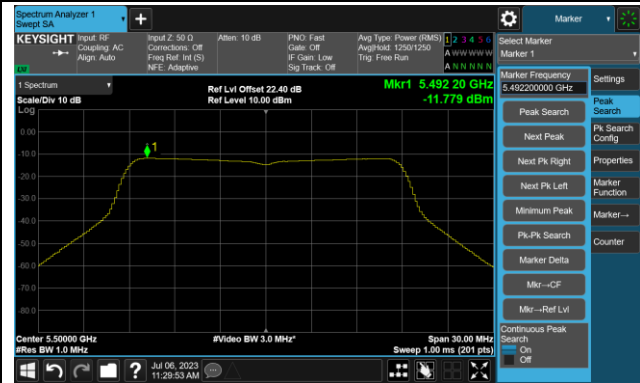 Spectrum Analyzer 1
Swept SA
KEYSIGHT
Input: RF
Coupling: AC
Align: Auto
Input Z: 50 Ω
Corrections: Off
Freq Ref: Int (S)
NFE: Adaptive
Atten: 10 dB
PNO: Fast
Gate: Off
IF Gain: Low
Sig Track: Off
Avg Type: Power (RMS)
Avg|Hold: 1250/1250
Trig: Free Run
1 2 3 4 5 6
A W W W W W
A N N N N N
1 Spectrum
Scale/Div 10 dB
Log
Ref Lvl Offset 22.40 dB
Ref Level 10.00 dBm
Mkr1 5.492 20 GHz
-11.779 dBm
1
0.00
-10.0
-20.0
-30.0
-40.0
-50.0
-60.0
-70.0
-80.0
Center 5.50000 GHz
#Res BW 1.0 MHz
#Video BW 3.0 MHz*
Span 30.00 MHz
Sweep 1.00 ms (201 pts)
Jul 06, 2023
11:29:53 AM
Marker
Select Marker
Marker 1
Marker Frequency
5.492200000 GHz
Peak Search
Next Peak
Next Pk Right
Next Pk Left
Minimum Peak
Pk-Pk Search
Marker Delta
Mkr→CF
Mkr→Ref Lvl
Continuous Peak
Search
On
Off
Settings
Peak
Search
Pk Search
Config
Properties
Marker
Function
Marker→
Counter